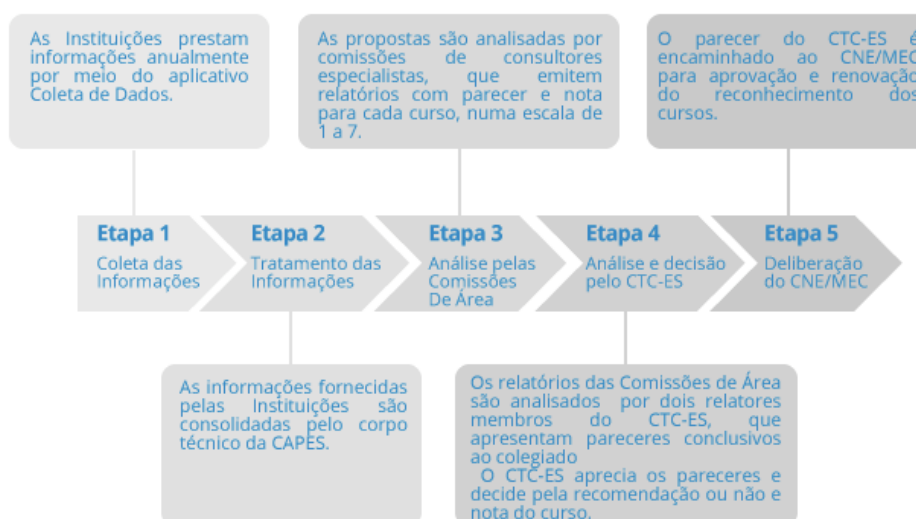 As Instituições prestam
informações anualmente
por meio do aplicativo
Coleta de Dados.
As propostas são analisadas por
comissões de consultores
especialistas, que emitem
relatórios com parecer e nota
para cada curso, numa escala de
1 a 7.
O parecer do CTC-ES é
encaminhado ao CNE/MEC
para aprovação e renovação
do reconhecimento dos
cursos.
Etapa 1
Coleta das
Informações
Etapa 2
Tratamento das
Informações
Etapa 3
Análise pelas
Comissões
De Área
Etapa 4
Análise e decisão
pelo CTC-ES
Etapa 5
Deliberação
do CNE/MEC
As informações fornecidas
pelas Instituições são
consolidadas pelo corpo
técnico da CAPES.
Os relatórios das Comissões de Área
são analisados por dois relatores
membros do CTC-ES, que
apresentam pareceres conclusivos
ao colegiado
O CTC-ES aprecia os pareceres e
decide pela recomendação ou não e
nota do curso.